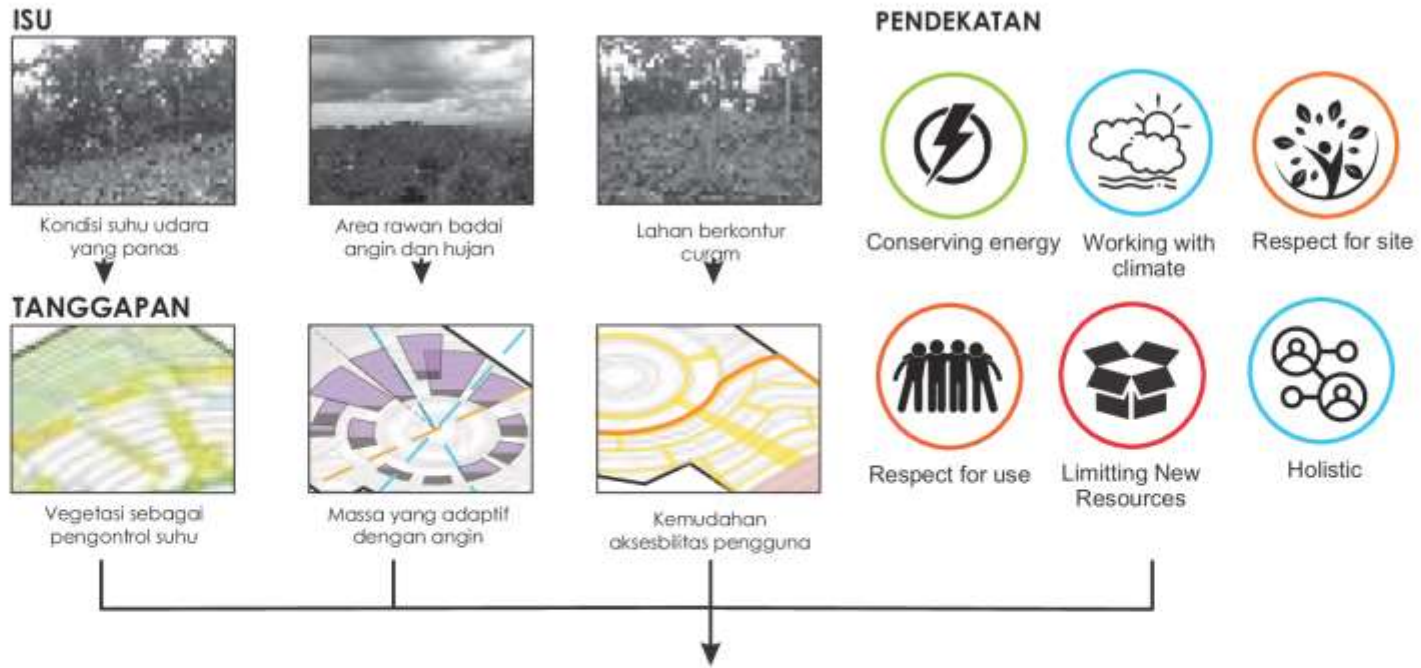 ISU
Kondisi suhu udara
yang panas
Area rawan badai
angin dan hujan
Lahan berkontur
curam
TANGGAPAN
Vegetasi sebagai
pengontrol suhu
Massa yang adaptif
dengan angin
Kemudahan
aksesbilitas pengguna
PENDEKATAN
Conserving energy
Working with
climate
Respect for site
Respect for use
Limitting New
Resources
Holistic